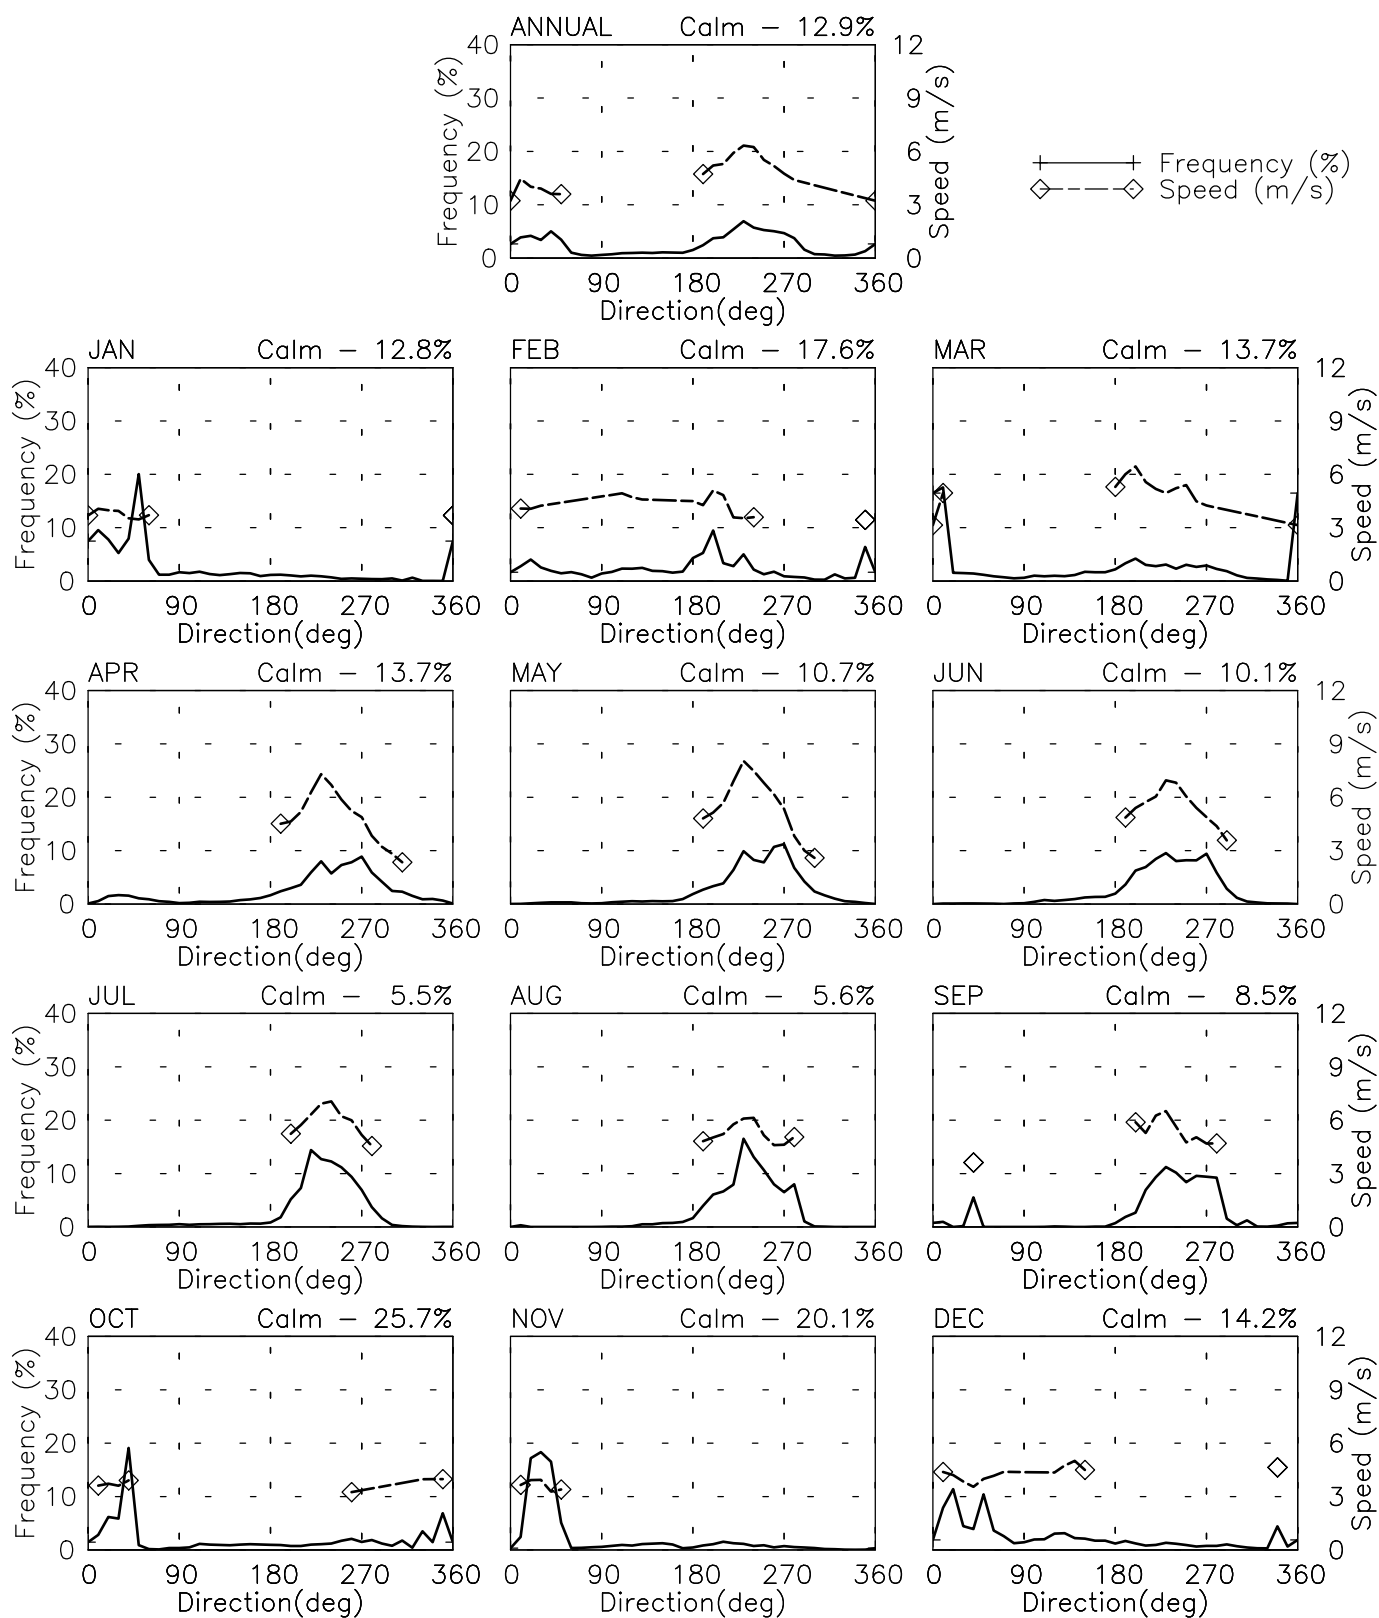 ANNUAL Calm – 12.9%
40 12
30 9
20 6
10 3
0 0
Frequency (%)
Speed (m/s)
0 90 180 270 360
Direction(deg)
Frequency (%)
Speed (m/s)
JAN Calm – 12.8%
FEB Calm – 17.6%
MAR Calm – 13.7%
40 12
30 9
20 6
10 3
0 0
Frequency (%)
Speed (m/s)
0 90 180 270 360 0 90 180 270 360 0 90 180 270 360
Direction(deg) Direction(deg) Direction(deg)
APR Calm – 13.7%
MAY Calm – 10.7%
JUN Calm – 10.1%
40 12
30 9
20 6
10 3
0 0
Frequency (%)
Speed (m/s)
0 90 180 270 360 0 90 180 270 360 0 90 180 270 360
Direction(deg) Direction(deg) Direction(deg)
JUL Calm – 5.5%
AUG Calm – 5.6%
SEP Calm – 8.5%
40 12
30 9
20 6
10 3
0 0
Frequency (%)
Speed (m/s)
0 90 180 270 360 0 90 180 270 360 0 90 180 270 360
Direction(deg) Direction(deg) Direction(deg)
OCT Calm – 25.7%
NOV Calm – 20.1%
DEC Calm – 14.2%
40 12
30 9
20 6
10 3
0 0
Frequency (%)
Speed (m/s)
0 90 180 270 360 0 90 180 270 360 0 90 180 270 360
Direction(deg) Direction(deg) Direction(deg)